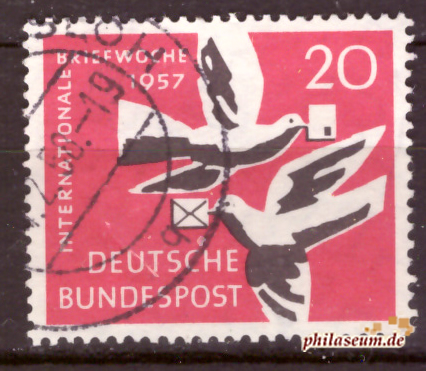 INTERNATIONALE
BRIEFWOCHE
1957
20
DEUTSCHE
BUNDESPOST
philaseum.de